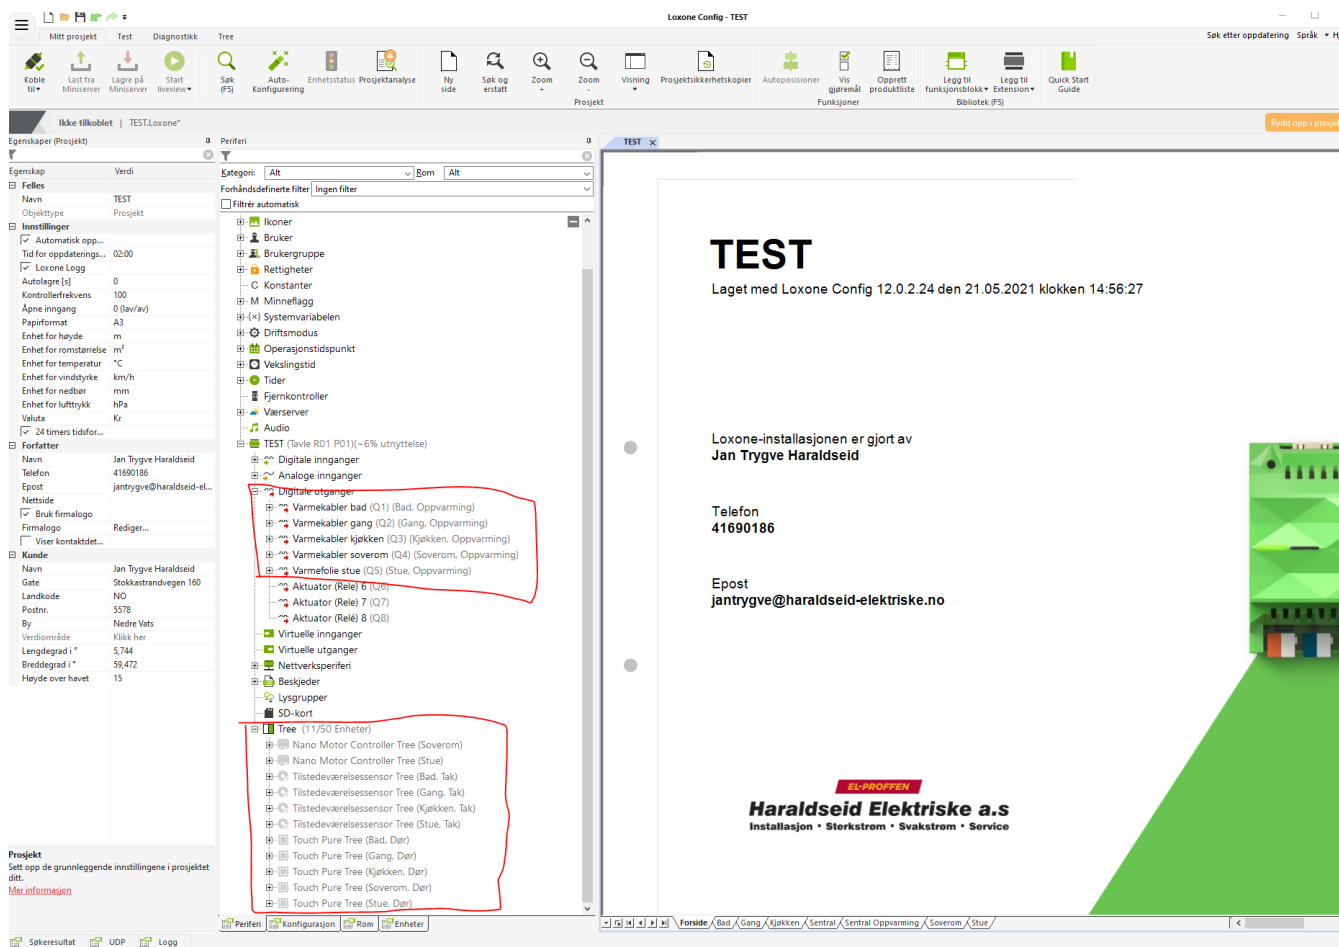 Loxone Config - TEST
Mitt prosjekt Test Diagnostikk Tree
Søk etter oppdatering Språk
Koble til
Last fra Miniserver
Lagre på Miniserver
Start liveview
Søk (F5)
Auto-Konfigurering
Enhetsstatus
Prosjektanalyse
Ny side
Søk og erstatt
Zoom +
Zoom -
Visning
Prosjektsikkerhetskopier
Autoposisjoner
Vis gjøremål
Opprett produktliste
Legg til funksjonsblokk
Legg til Extension
Quick Start Guide
Prosjekt
Funksjoner
Bibliotek (F5)
Ikke tilkoblet | TEST.Loxone*
Rydd opp i prosjek
Egenskaper (Prosjekt)
Egenskap Verdi
Felles
Navn TEST
Objekttype Prosjekt
Innstillinger
Automatisk opp...
Tid for oppdaterings... 02:00
Loxone Logg
Autolagre [s] 0
Kontrollerfrekvens 100
Åpne inngang 0 (lav/av)
Papirformat A3
Enhet for høyde m
Enhet for romstørrelse m²
Enhet for temperatur °C
Enhet for vindstyrke km/h
Enhet for nedbør mm
Enhet for lufttrykk hPa
Valuta Kr
24 timers tidsfor...
Forfatter
Navn Jan Trygve Haraldseid
Telefon 41690186
Epost jantrygve@haraldseid-el...
Nettside
Bruk firmalogo
Firmalogo Rediger...
Viser kontaktdet...
Kunde
Navn Jan Trygve Haraldseid
Gate Stokkastrandvegen 160
Landkode NO
Postnr. 5578
By Nedre Vats
Verdiområde Klikk her
Lengdegrad i ° 5,744
Breddegrad i ° 59,472
Høyde over havet 15
Prosjekt
Sett opp de grunnleggende innstillingene i prosjektet
ditt.
Mer informasjon
Periferi
Kategori: Alt Rom Alt
Forhåndsdefinerte filter Ingen filter
Filtrér automatisk
Ikoner
Bruker
Brukergruppe
Rettigheter
C Konstanter
M Minneflagg
(×) Systemvariabelen
Driftsmodus
Operasjonstidspunkt
Vekslingstid
Tider
Fjernkontroller
Værserver
Audio
TEST (Tavle R01 P01)(~6% utnyttelse)
Digitale innganger
Analoge innganger
Digitale utganger
Varmekabler bad (Q1) (Bad, Oppvarming)
Varmekabler gang (Q2) (Gang, Oppvarming)
Varmekabler kjøkken (Q3) (Kjøkken, Oppvarming)
Varmekabler soverom (Q4) (Soverom, Oppvarming)
Varmefolie stue (Q5) (Stue, Oppvarming)
Aktuator (Relé) 6 (Q6)
Aktuator (Relé) 7 (Q7)
Aktuator (Relé) 8 (Q8)
Virtuelle innganger
Virtuelle utganger
Nettverksperiferi
Beskjeder
Lysgrupper
SD-kort
Tree (11/50 Enheter)
Nano Motor Controller Tree (Soverom)
Nano Motor Controller Tree (Stue)
Tilstedeværelsessensor Tree (Bad, Tak)
Tilstedeværelsessensor Tree (Gang, Tak)
Tilstedeværelsessensor Tree (Kjøkken, Tak)
Tilstedeværelsessensor Tree (Stue, Tak)
Touch Pure Tree (Bad, Dør)
Touch Pure Tree (Gang, Dør)
Touch Pure Tree (Kjøkken, Dør)
Touch Pure Tree (Soverom, Dør)
Touch Pure Tree (Stue, Dør)
Periferi Konfigurasjon Rom Enheter
TEST
TEST
Laget med Loxone Config 12.0.2.24 den 21.05.2021 klokken 14:56:27
Loxone-installasjonen er gjort av
Jan Trygve Haraldseid
Telefon
41690186
Epost
jantrygve@haraldseid-elektriske.no
EL-PROFFEN
Haraldseid Elektriske a.s
Installasjon • Sterkstrøm • Svakstrøm • Service
Forside Bad Gang Kjøkken Sentral Sentral Oppvarming Soverom Stue
Søkeresultat UDP Logg